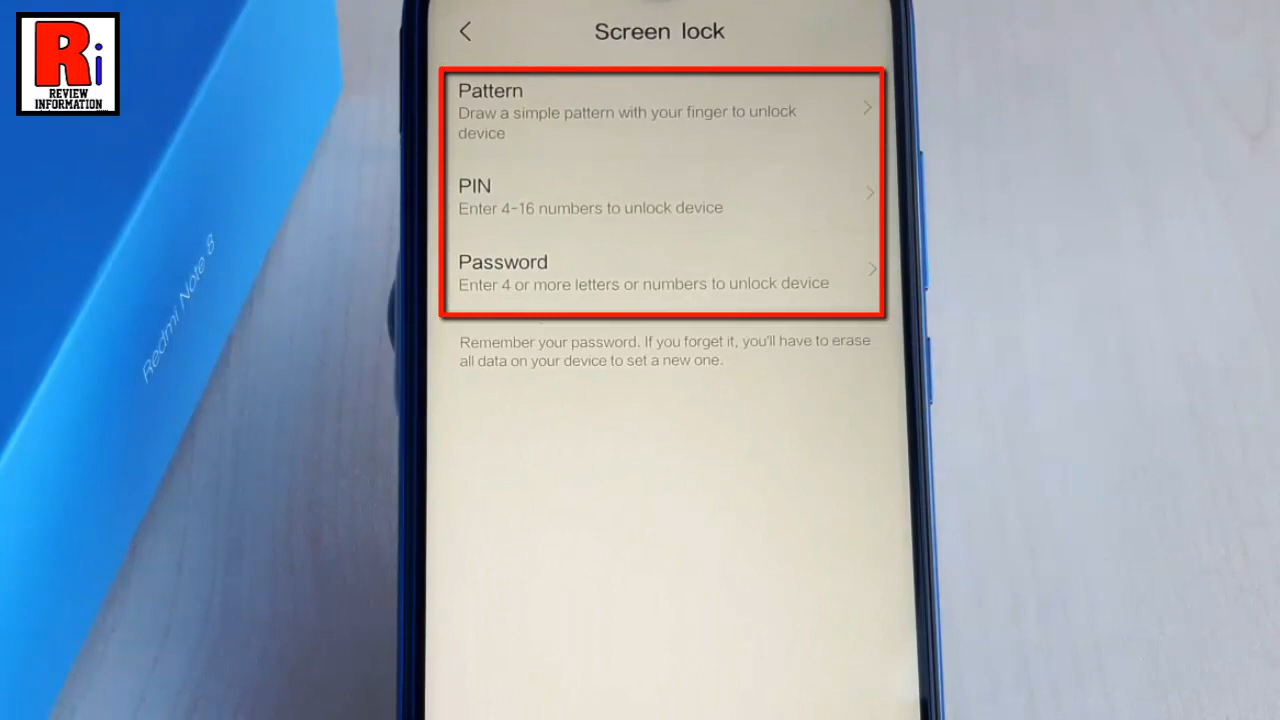 Ri
REVIEW
INFORMATION
Screen lock
Pattern
Draw a simple pattern with your finger to unlock
device
PIN
Enter 4-16 numbers to unlock device
Password
Enter 4 or more letters or numbers to unlock device
Remember your password. If you forget it, you'll have to erase
all data on your device to set a new one.
Redmi Note 8